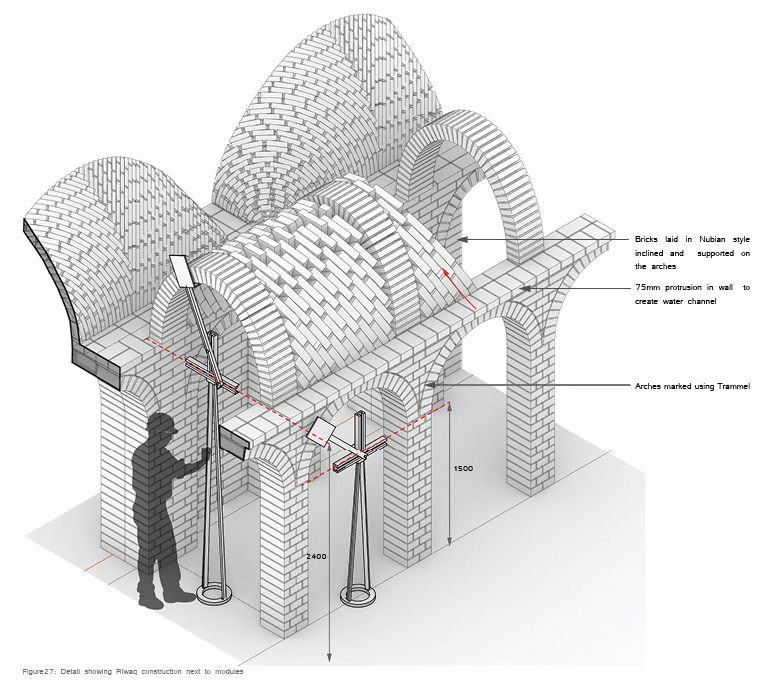 Bricks laid in Nubian style
inclined and supported on
the arches
75mm protrusion in wall to
create water channel
Arches marked using Trammel
1500
2400
Figure27: Detail showing Riwaq construction next to modules